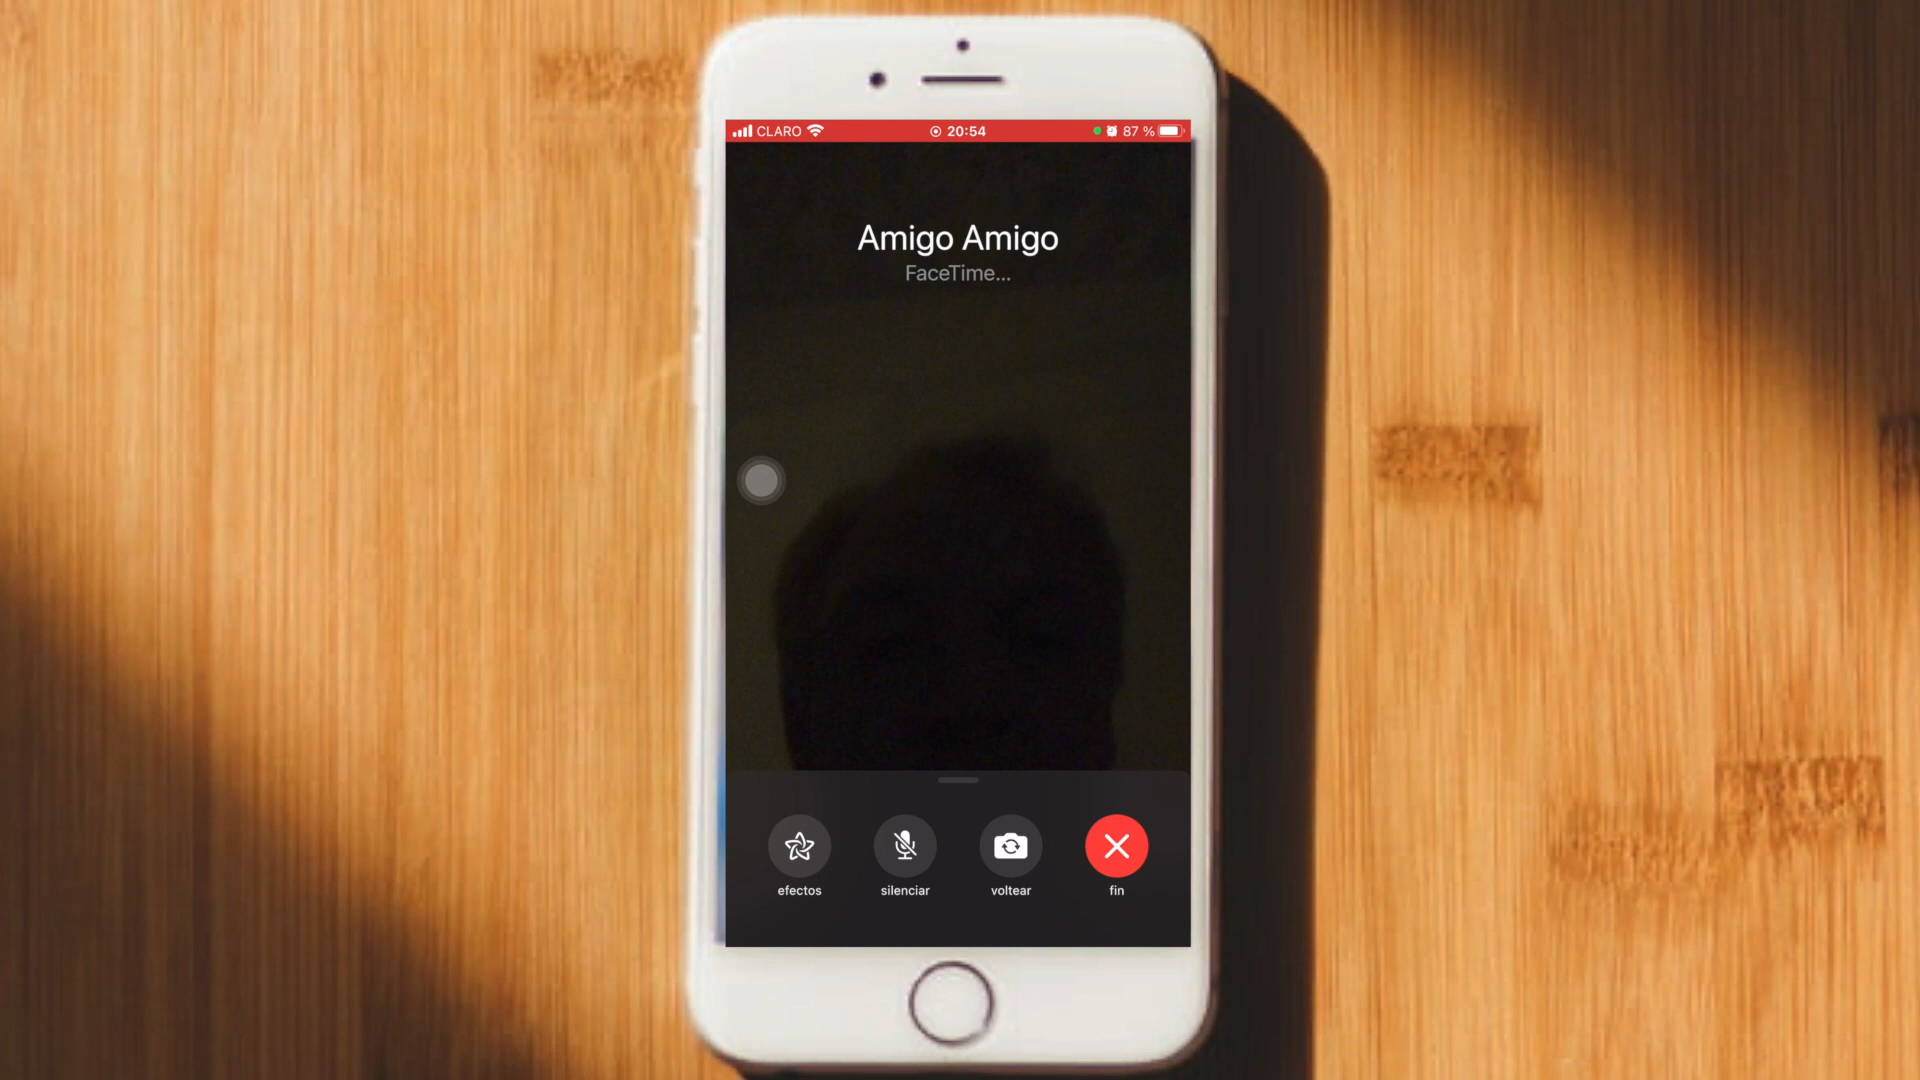 CLARO 20:54 87 %
Amigo Amigo
FaceTime...
efectos silenciar voltear fin